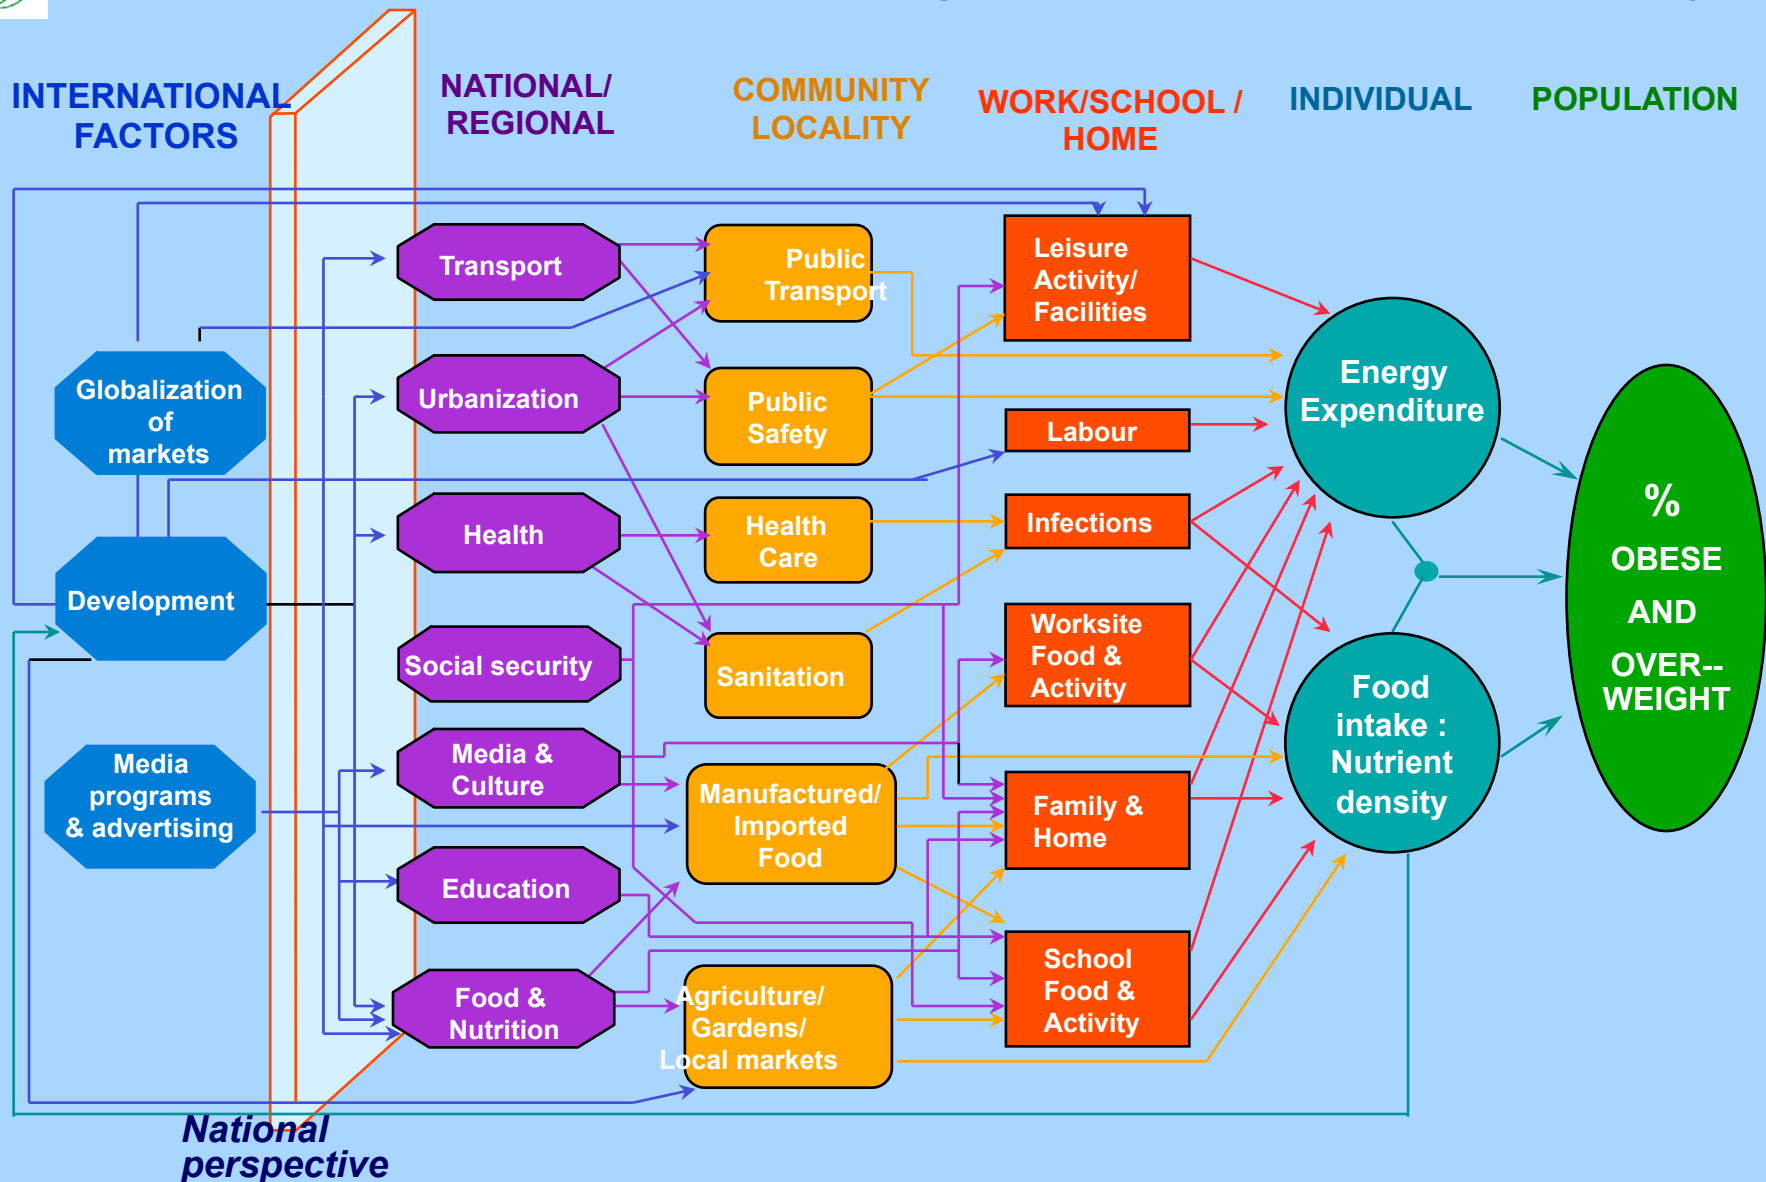 INTERNATIONAL
FACTORS
NATIONAL/
REGIONAL
COMMUNITY
LOCALITY
WORK/SCHOOL /
HOME
INDIVIDUAL
POPULATION
Transport
Urbanization
Health
Social security
Media &
Culture
Education
Food &
Nutrition
Globalization
of
markets
Development
Media
programs
& advertising
Public
Transport
Public
Safety
Health
Care
Sanitation
Manufactured/
Imported
Food
Agriculture/
Gardens/
Local markets
Leisure
Activity/
Facilities
Labour
Infections
Worksite
Food &
Activity
Family &
Home
School
Food &
Activity
Energy
Expenditure
Food
intake :
Nutrient
density
%
OBESE
AND
OVER--
WEIGHT
National
perspective